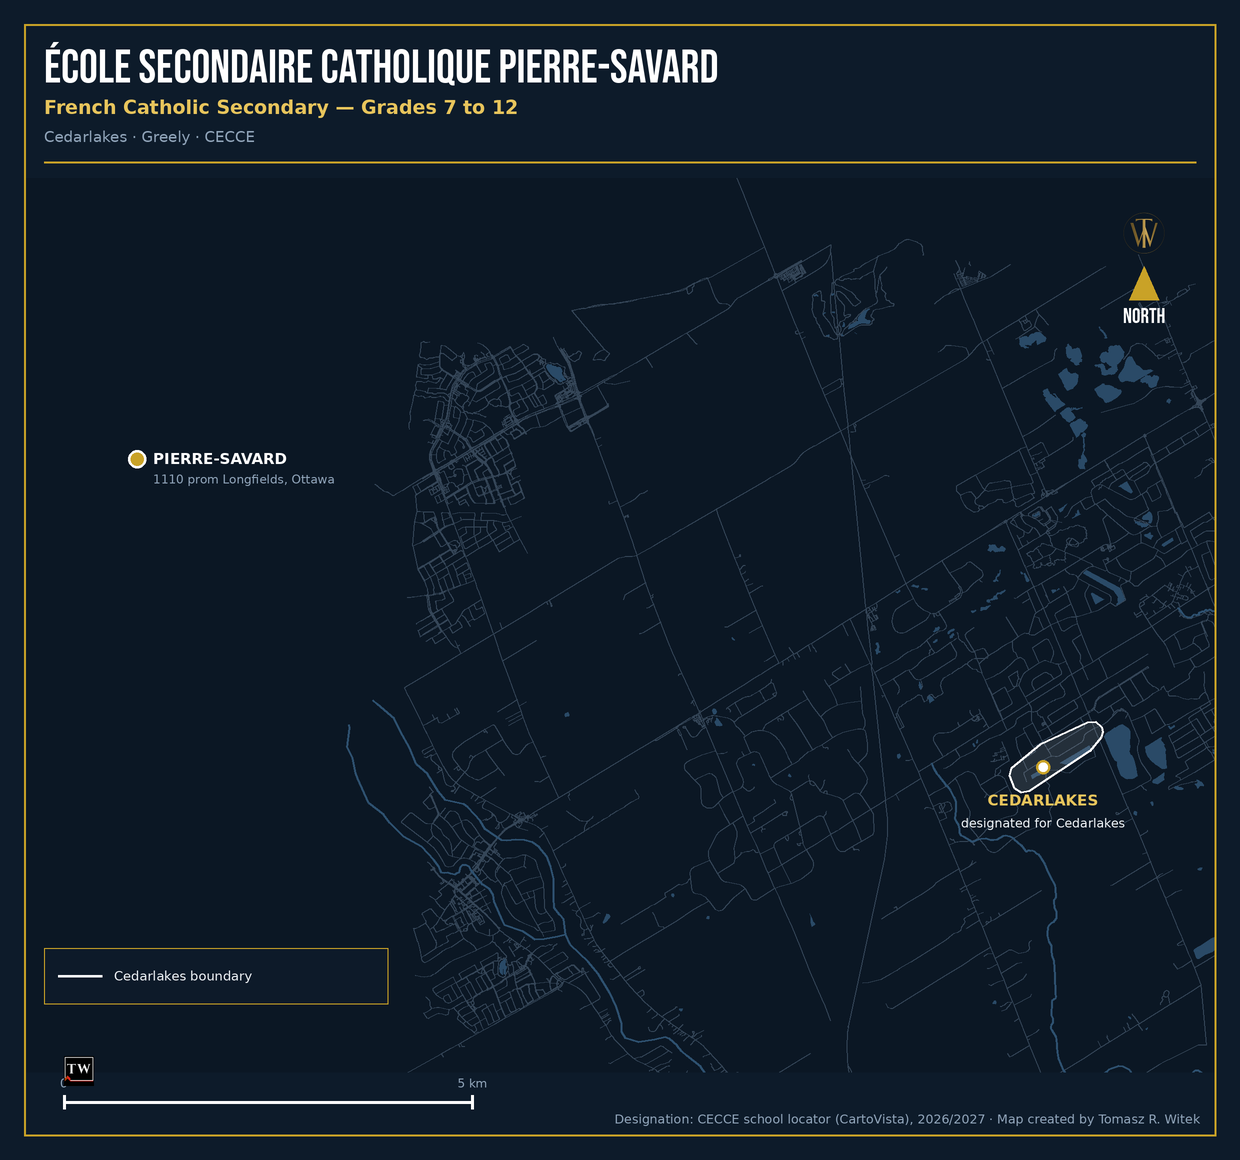 ÉCOLE SECONDAIRE CATHOLIQUE PIERRE-SAVARD
French Catholic Secondary — Grades 7 to 12
Cedarlakes · Greely · CECCE
TW
NORTH
PIERRE-SAVARD
1110 prom Longfields, Ottawa
CEDARLAKES
designated for Cedarlakes
Cedarlakes boundary
TW
5 km
Designation: CECCE school locator (CartoVista), 2026/2027 · Map created by Tomasz R. Witek